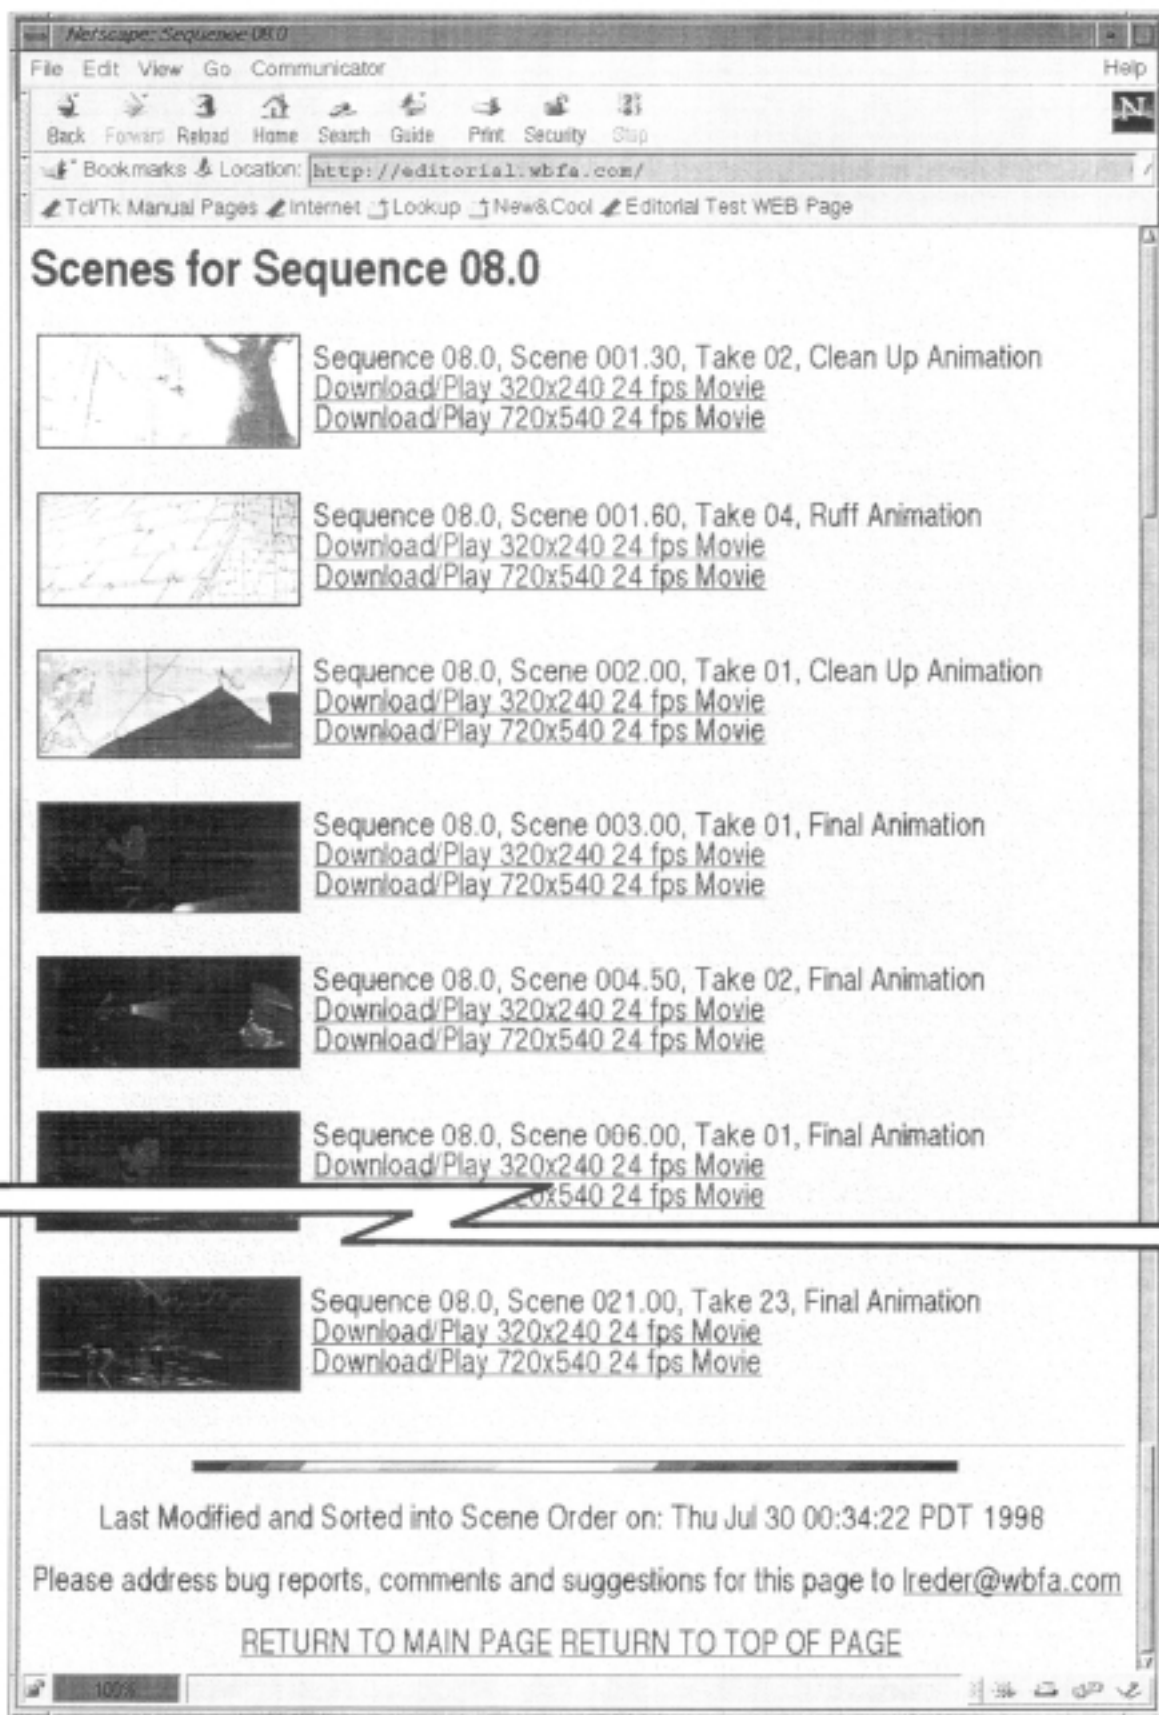 Netscape: Sequence 08.0
File Edit View Go Communicator Help
Back Forward Reload Home Search Guide Print Security Stop
N
Bookmarks Location: http://editorial.wbfa.com/
Tcl/Tk Manual Pages Internet Lookup New&Cool Editorial Test WEB Page
Scenes for Sequence 08.0
Sequence 08.0, Scene 001.30, Take 02, Clean Up Animation
Download/Play 320x240 24 fps Movie
Download/Play 720x540 24 fps Movie
Sequence 08.0, Scene 001.60, Take 04, Ruff Animation
Download/Play 320x240 24 fps Movie
Download/Play 720x540 24 fps Movie
Sequence 08.0, Scene 002.00, Take 01, Clean Up Animation
Download/Play 320x240 24 fps Movie
Download/Play 720x540 24 fps Movie
Sequence 08.0, Scene 003.00, Take 01, Final Animation
Download/Play 320x240 24 fps Movie
Download/Play 720x540 24 fps Movie
Sequence 08.0, Scene 004.50, Take 02, Final Animation
Download/Play 320x240 24 fps Movie
Download/Play 720x540 24 fps Movie
Sequence 08.0, Scene 006.00, Take 01, Final Animation
Download/Play 320x240 24 fps Movie
20x540 24 fps Movie
Sequence 08.0, Scene 021.00, Take 23, Final Animation
Download/Play 320x240 24 fps Movie
Download/Play 720x540 24 fps Movie
Last Modified and Sorted into Scene Order on: Thu Jul 30 00:34:22 PDT 1998
Please address bug reports, comments and suggestions for this page to lreder@wbfa.com
RETURN TO MAIN PAGE RETURN TO TOP OF PAGE
100%